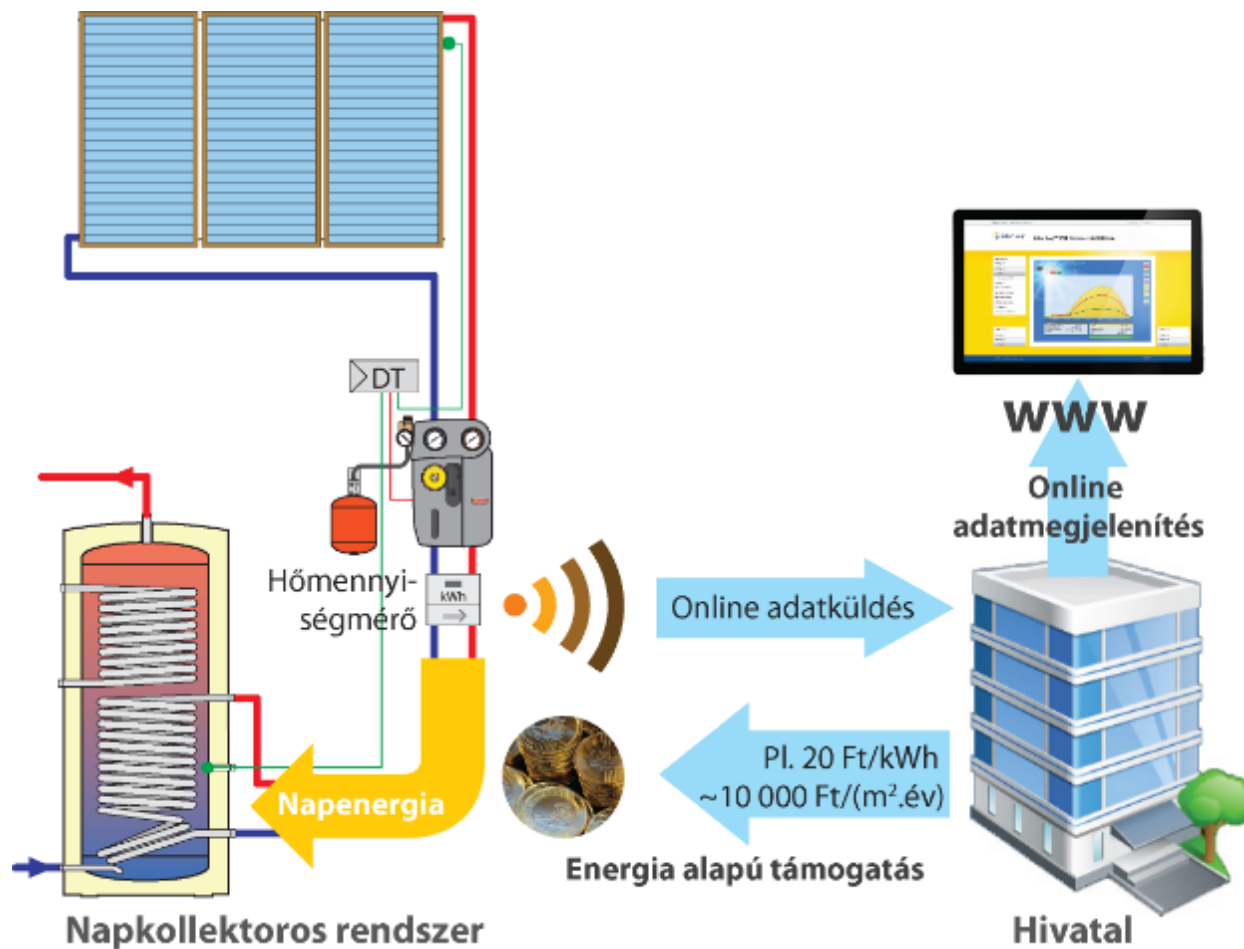 DT
Hőmennyi-
ségmérő
kWh
Napenergia
Napkollektoros rendszer
Online adatküldés
Pl. 20 Ft/kWh
~10 000 Ft/(m².év)
Energia alapú támogatás
www
Online
adatmegjelenítés
Hivatal